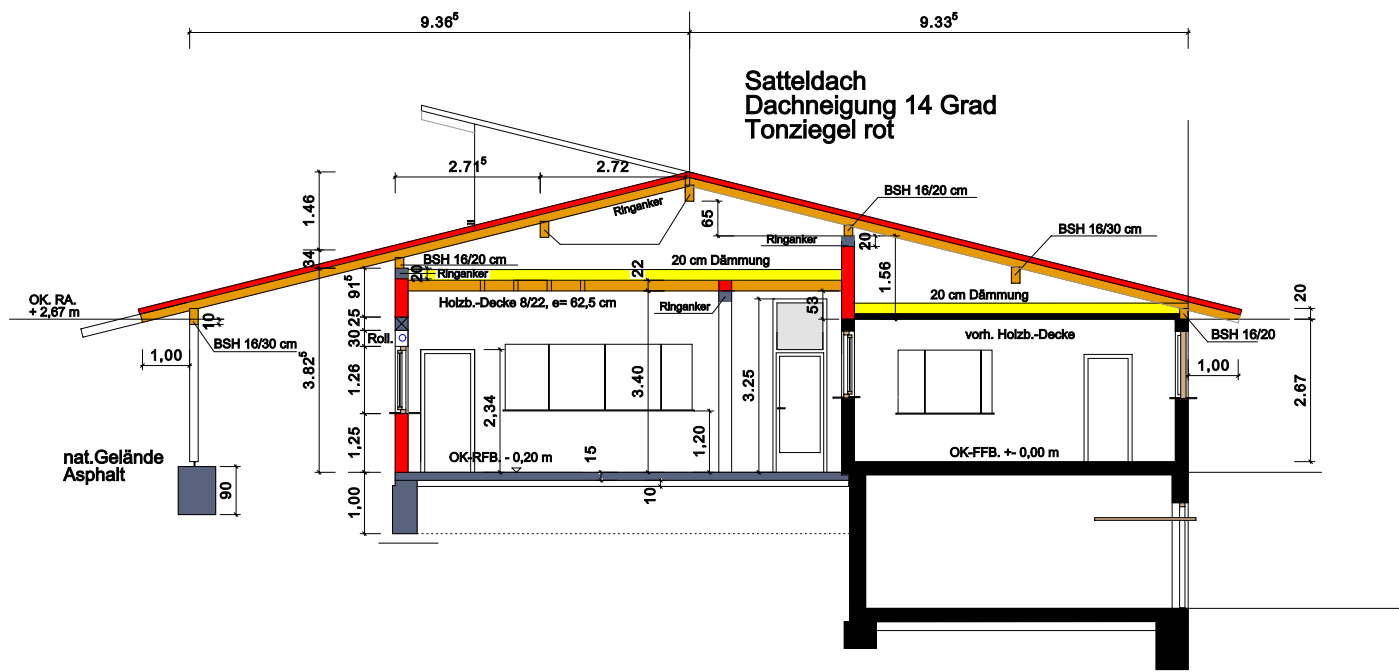 9.36⁵
9.33⁵
Satteldach
Dachneigung 14 Grad
Tonziegel rot
2.71⁵
2.72
1.46
34
91⁵
25
30
1.26
1,25
1,00
3.82⁵
Ringanker
65
BSH 16/20 cm
Ringanker
20
1.56
BSH 16/30 cm
BSH 16/20 cm
20
Ringanker
20 cm Dämmung
22
Holzb.-Decke 8/22, e= 62,5 cm
Ringanker
53
20 cm Dämmung
20
OK. RA.
+ 2,67 m
10
BSH 16/30 cm
Roll.
vorh. Holzb.-Decke
BSH 16/20
1,00
1,00
2,34
3.40
3.25
1,20
2.67
nat.Gelände
Asphalt
90
OK-RFB. - 0,20 m
15
10
OK-FFB. +- 0,00 m